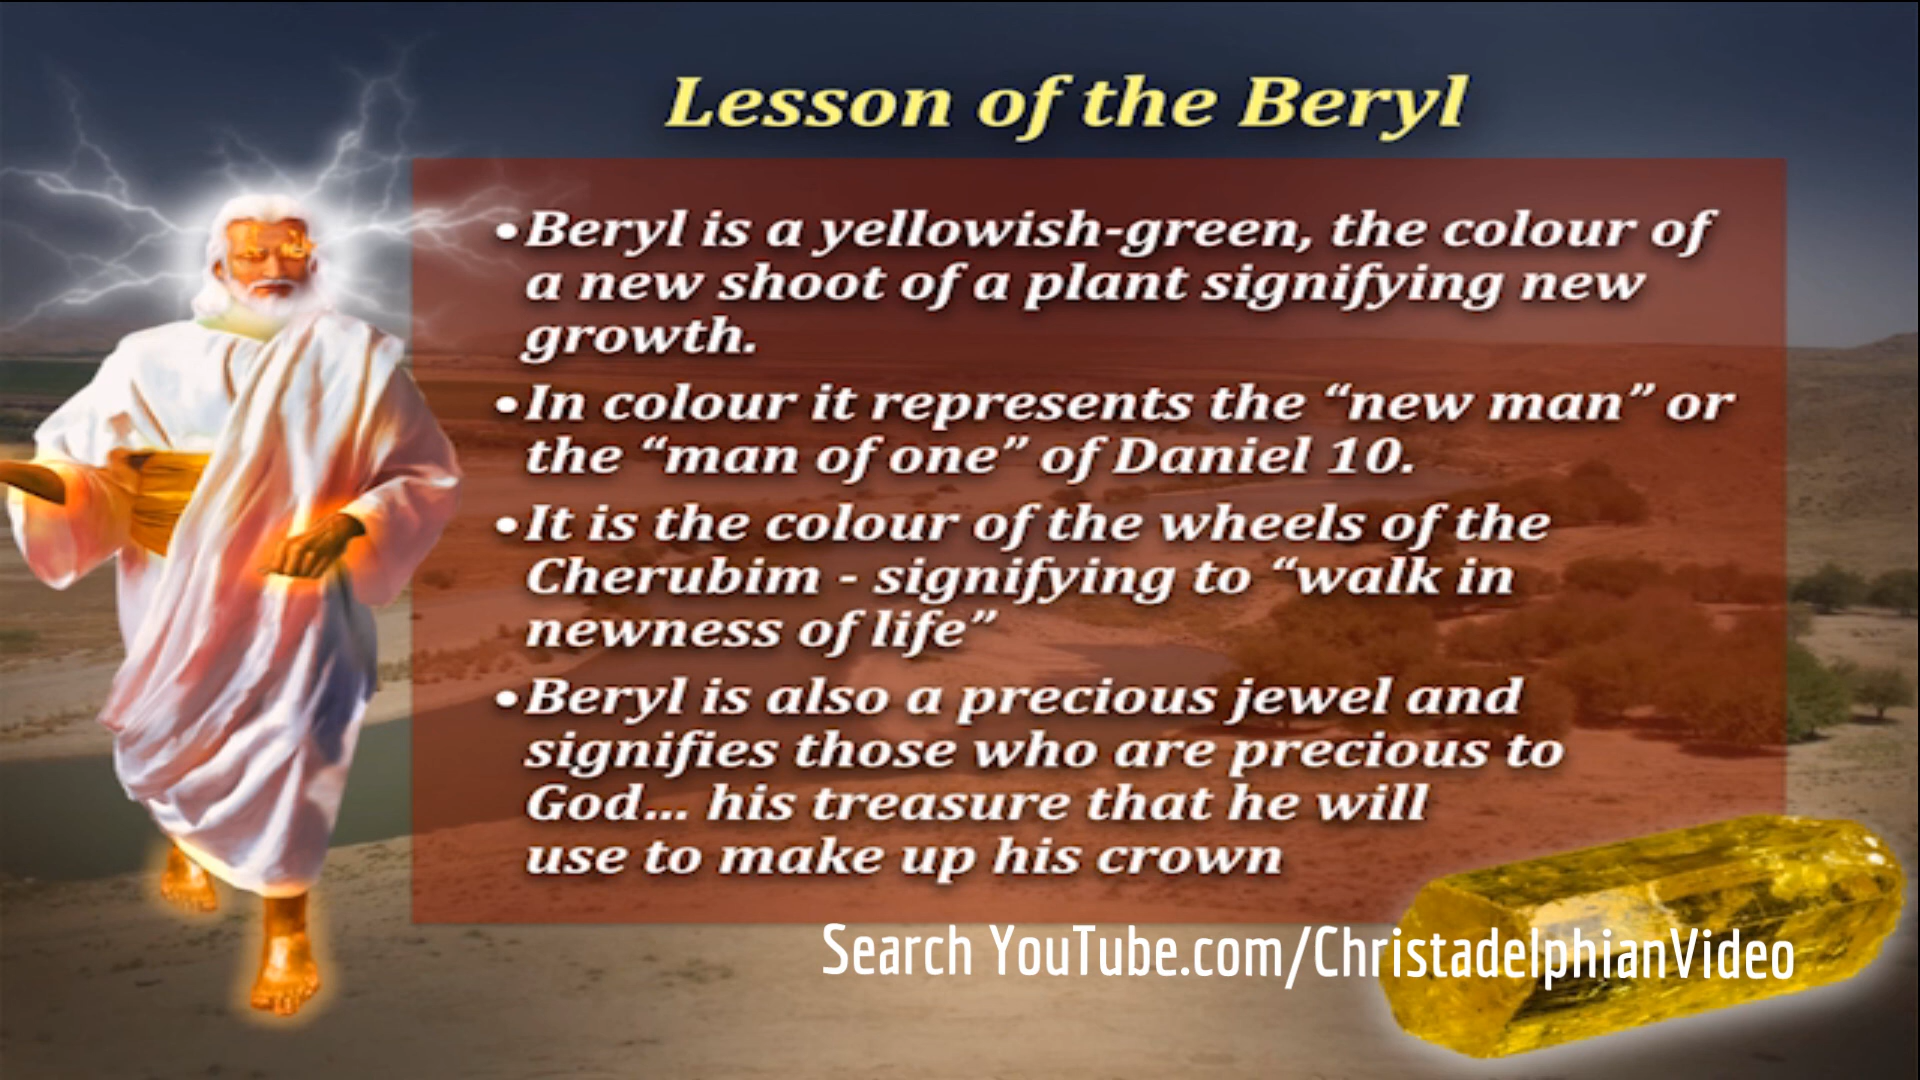 Lesson of the Beryl
•Beryl is a yellowish-green, the colour of
a new shoot of a plant signifying new
growth.
•In colour it represents the “new man” or
the “man of one” of Daniel 10.
•It is the colour of the wheels of the
Cherubim - signifying to “walk in
newness of life”
•Beryl is also a precious jewel and
signifies those who are precious to
God... his treasure that he will
use to make up his crown
Search YouTube.com/ChristadelphianVideo